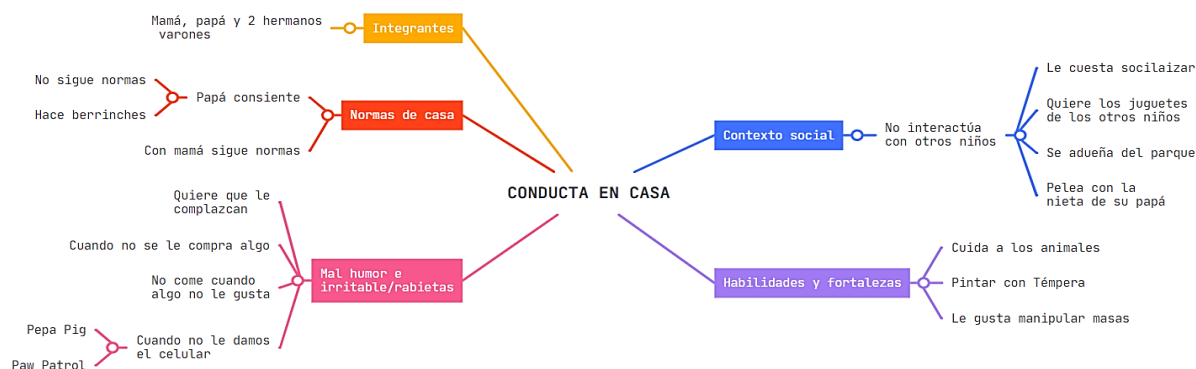 Mamá, papá y 2 hermanos
varones
Integrantes
No sigue normas
Hace berrinches
Papá consiente
Con mamá sigue normas
Normas de casa
Quiere que le
complazcan
Cuando no se le compra algo
No come cuando
algo no le gusta
Pepa Pig
Paw Patrol
Cuando no le damos
el celular
Mal humor e
irritable/rabietas
CONDUCTA EN CASA
Contexto social
No interactúa
con otros niños
Le cuesta socilaizar
Quiere los juguetes
de los otros niños
Se adueña del parque
Pelea con la
nieta de su papá
Habilidades y fortalezas
Cuida a los animales
Pintar con Témpera
Le gusta manipular masas